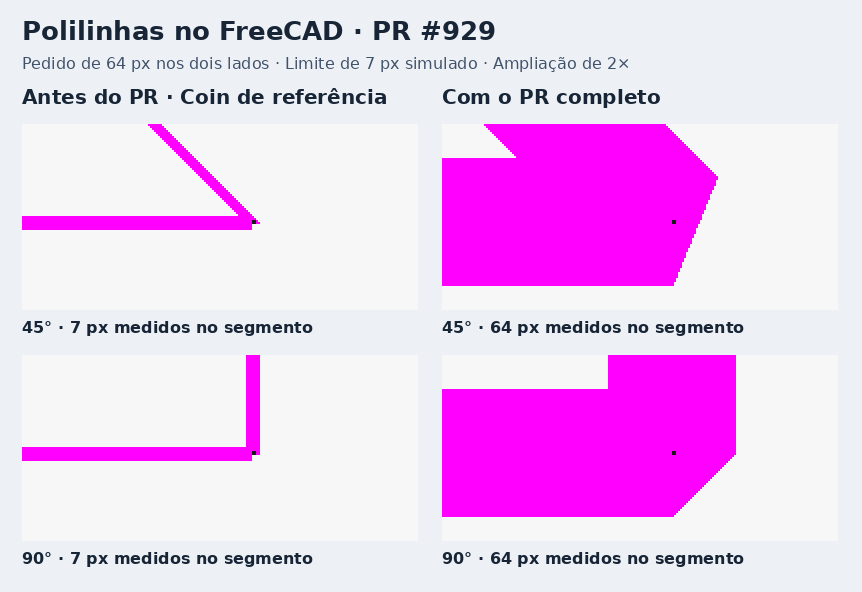 Polilinhas no FreeCAD · PR #929
Pedido de 64 px nos dois lados · Limite de 7 px simulado · Ampliação de 2×
Antes do PR · Coin de referência
Com o PR completo
45° · 7 px medidos no segmento
45° · 64 px medidos no segmento
90° · 7 px medidos no segmento
90° · 64 px medidos no segmento